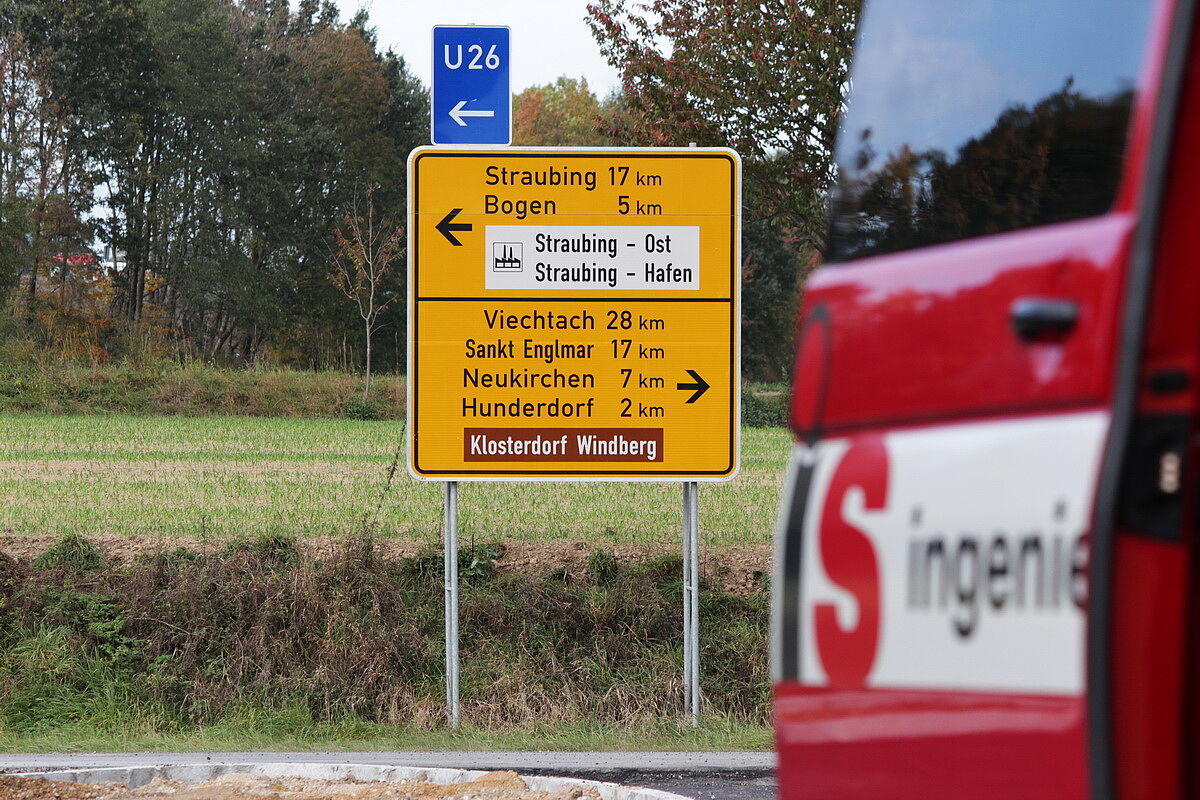 U26
Straubing 17 km
Bogen 5 km
Straubing - Ost
Straubing - Hafen
Viechtach 28 km
Sankt Englmar 17 km
Neukirchen 7 km
Hunderdorf 2 km
Klosterdorf Windberg
S ingenie